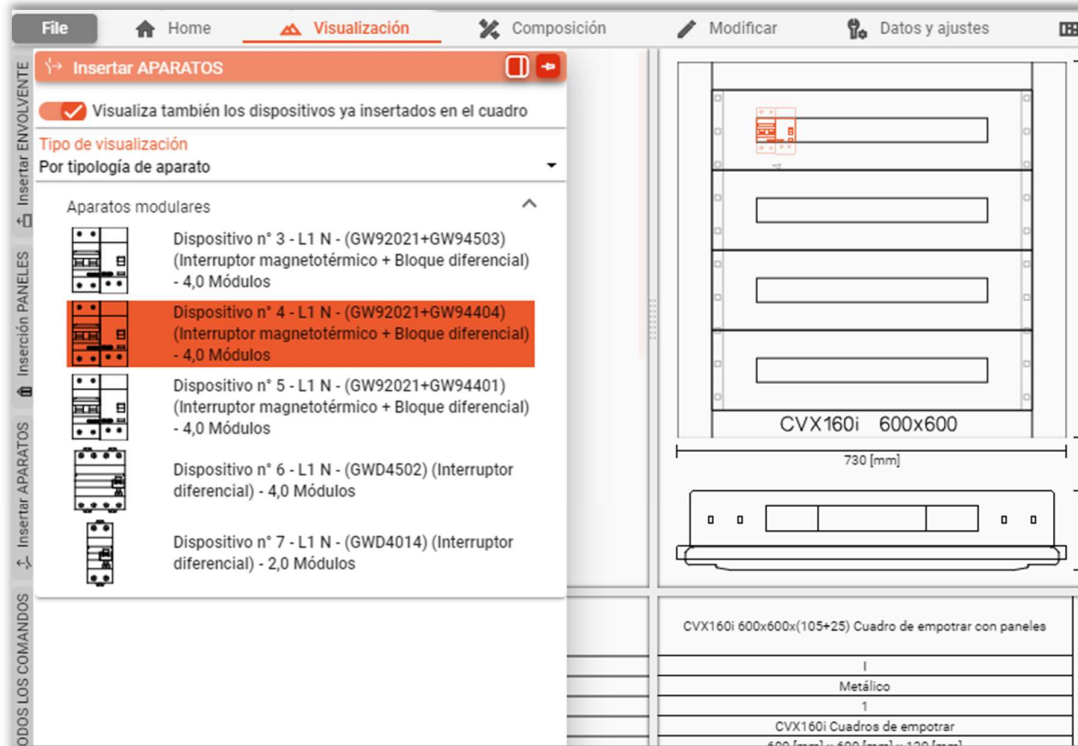 File
Home
Visualización
Composición
Modificar
Datos y ajustes
Insertar ENVOLVENTE
Inserción PANELES
Insertar APARATOS
ODOS LOS COMANDOS
Insertar APARATOS
Visualiza también los dispositivos ya insertados en el cuadro
Tipo de visualización
Por tipología de aparato
Aparatos modulares
Dispositivo n° 3 - L1 N - (GW92021+GW94503)
(Interruptor magnetotérmico + Bloque diferencial)
- 4,0 Módulos
Dispositivo n° 4 - L1 N - (GW92021+GW94404)
(Interruptor magnetotérmico + Bloque diferencial)
- 4,0 Módulos
Dispositivo n° 5 - L1 N - (GW92021+GW94401)
(Interruptor magnetotérmico + Bloque diferencial)
- 4,0 Módulos
Dispositivo n° 6 - L1 N - (GWD4502) (Interruptor
diferencial) - 4,0 Módulos
Dispositivo n° 7 - L1 N - (GWD4014) (Interruptor
diferencial) - 2,0 Módulos
4
CVX160i 600x600
730 [mm]
CVX160i 600x600x(105+25) Cuadro de empotrar con paneles
I
Metálico
1
CVX160i Cuadros de empotrar